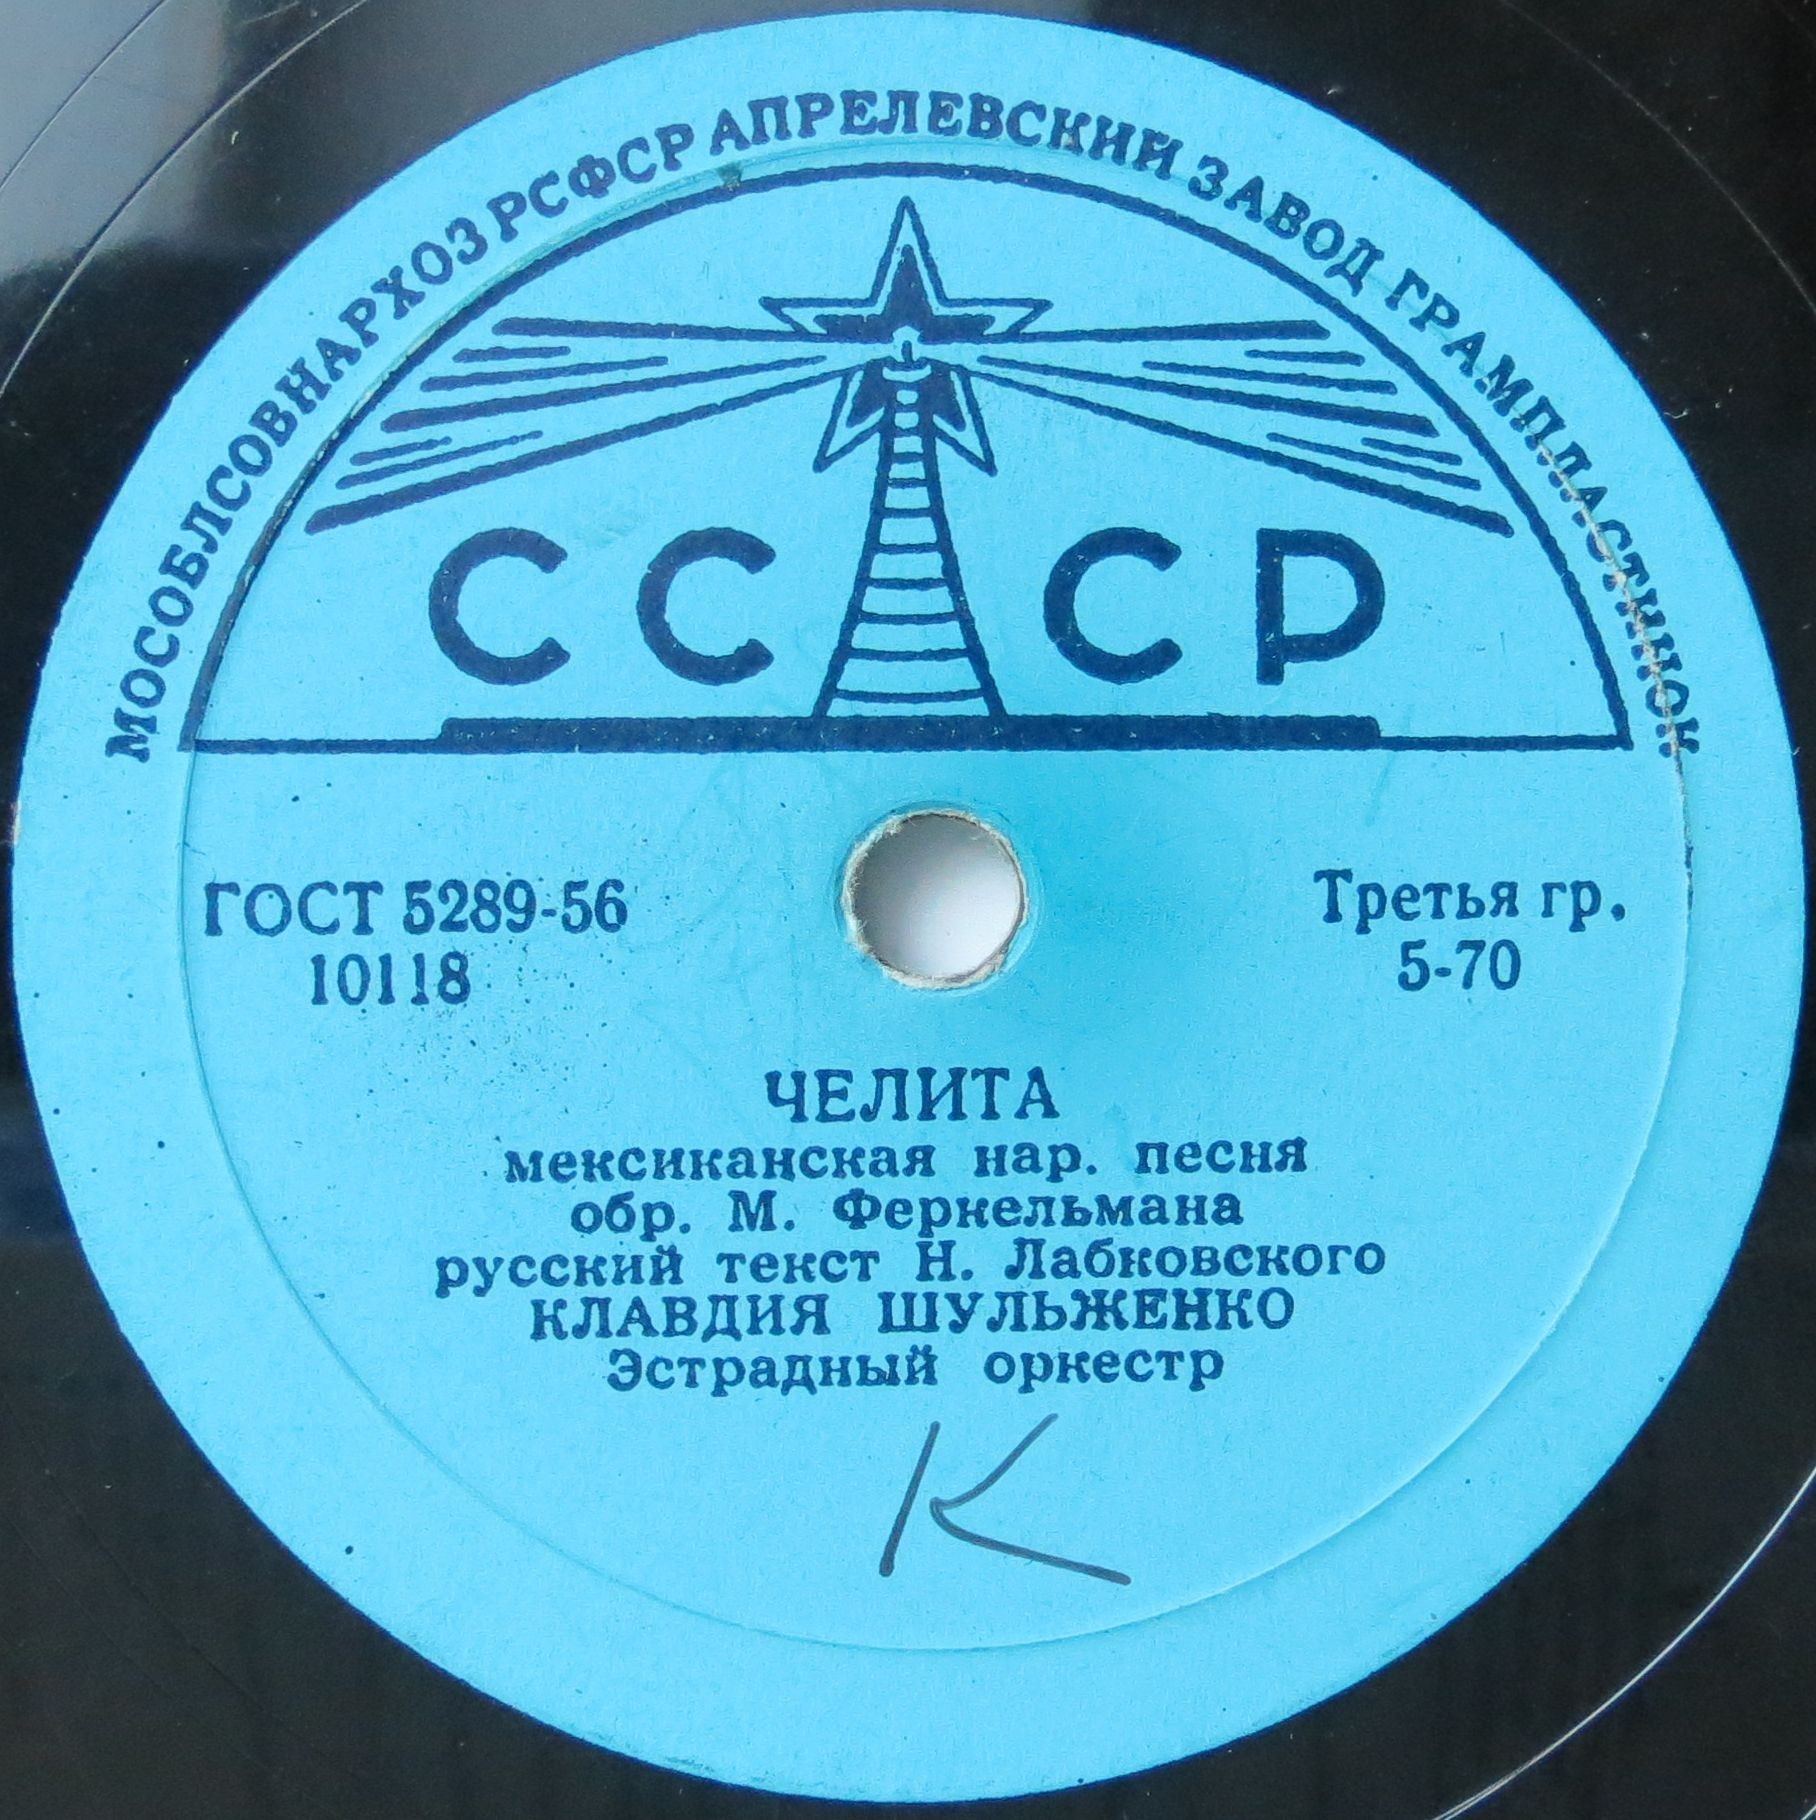 МОСОБЛСОВНАРХОЗ РСФСР АПРЕЛЕВСКИЙ ЗАВОД ГРАМПЛАСТИНОК
СССР
ГОСТ 5289-56
10118
Третья гр.
5-70
ЧЕЛИТА
мексиканская нар. песня
обр. М. Феркельмана
русский текст Н. Лабковского
КЛАВДИЯ ШУЛЬЖЕНКО
Эстрадный оркестр
К